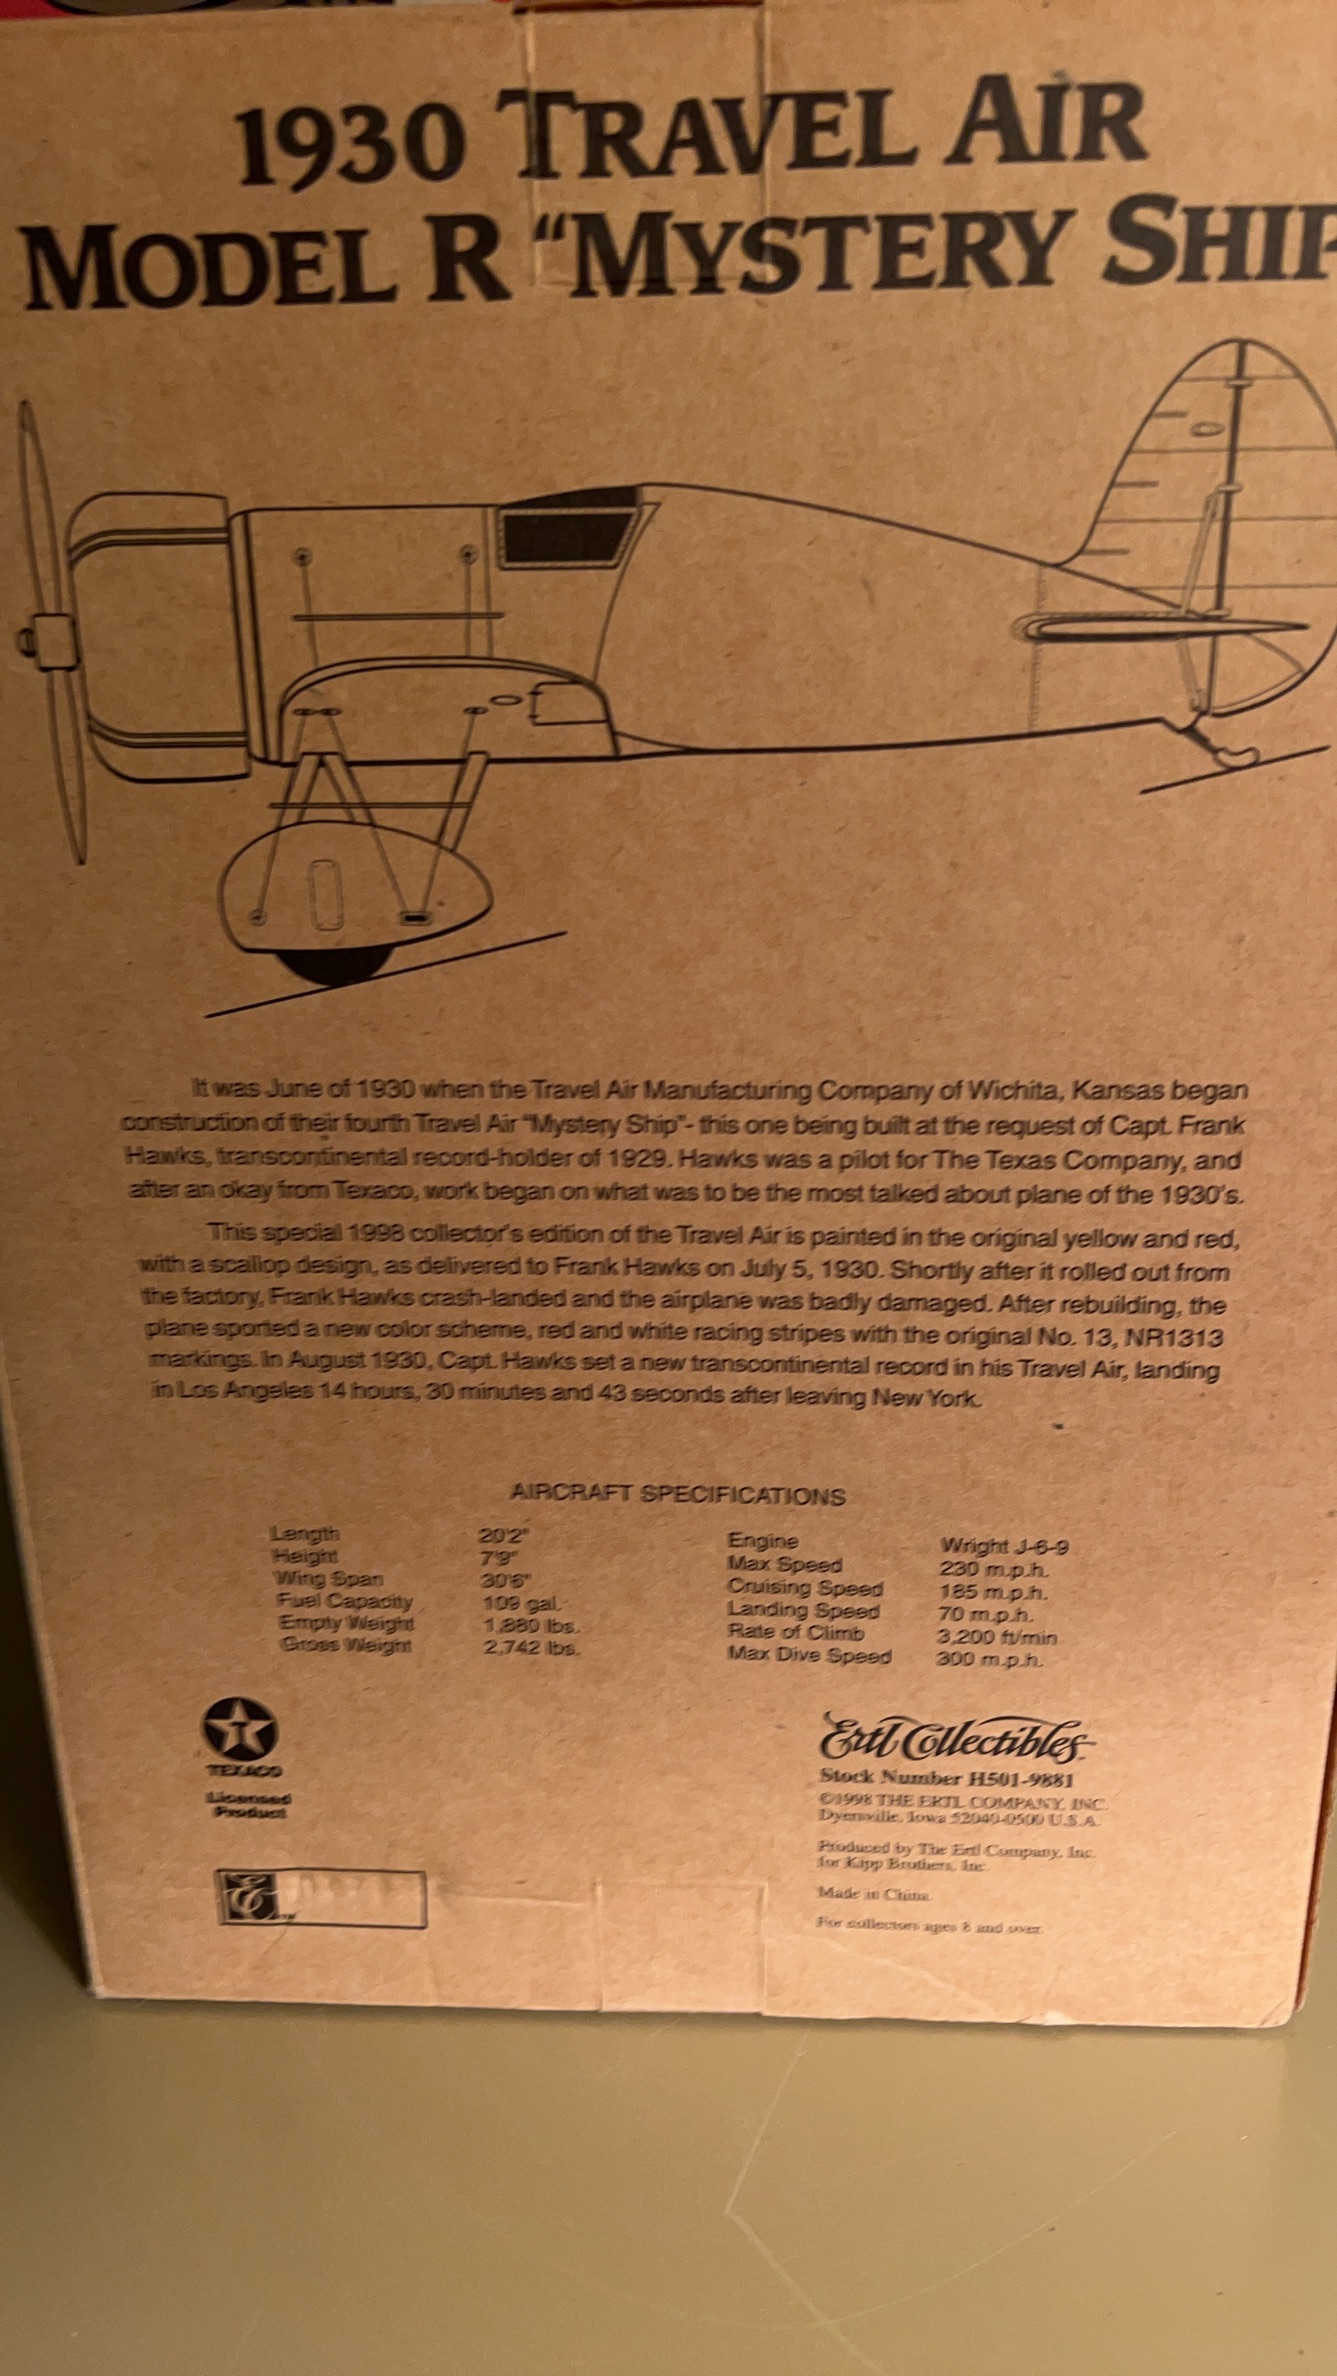 1930 TRAVEL AIR
MODEL R "MYSTERY SHIP
It was June of 1930 when the Travel Air Manufacturing Company of Wichita, Kansas began
construction of their fourth Travel Air "Mystery Ship"- this one being built at the request of Capt. Frank
Hawks, transcontinental record-holder of 1929. Hawks was a pilot for The Texas Company, and
after an okay from Texaco, work began on what was to be the most talked about plane of the 1930's.
This special 1998 collector's edition of the Travel Air is painted in the original yellow and red,
with a scallop design, as delivered to Frank Hawks on July 5, 1930. Shortly after it rolled out from
the factory, Frank Hawks crash-landed and the airplane was badly damaged. After rebuilding, the
plane sported a new color scheme, red and white racing stripes with the original No. 13, NR1313
markings. In August 1930, Capt. Hawks set a new transcontinental record in his Travel Air, landing
in Los Angeles 14 hours, 30 minutes and 43 seconds after leaving New York.
AIRCRAFT SPECIFICATIONS
Length 20'2"
Height 7'9"
Wing Span 30'6"
Fuel Capacity 109 gal.
Empty Weight 1,880 lbs.
Gross Weight 2,742 lbs.
Engine Wright J-6-9
Max Speed 230 m.p.h.
Cruising Speed 185 m.p.h.
Landing Speed 70 m.p.h.
Rate of Climb 3,200 ft/min
Max Dive Speed 300 m.p.h.
T
TEXACO
Licensed
Product
Ertl Collectibles
Stock Number H501-9881
©1998 THE ERTL COMPANY, INC.
Dyersville, Iowa 52040-0500 U.S.A.
Produced by The Ertl Company, Inc.
for Kipp Brothers, Inc.
Made in China.
For collectors ages 8 and over.
E™